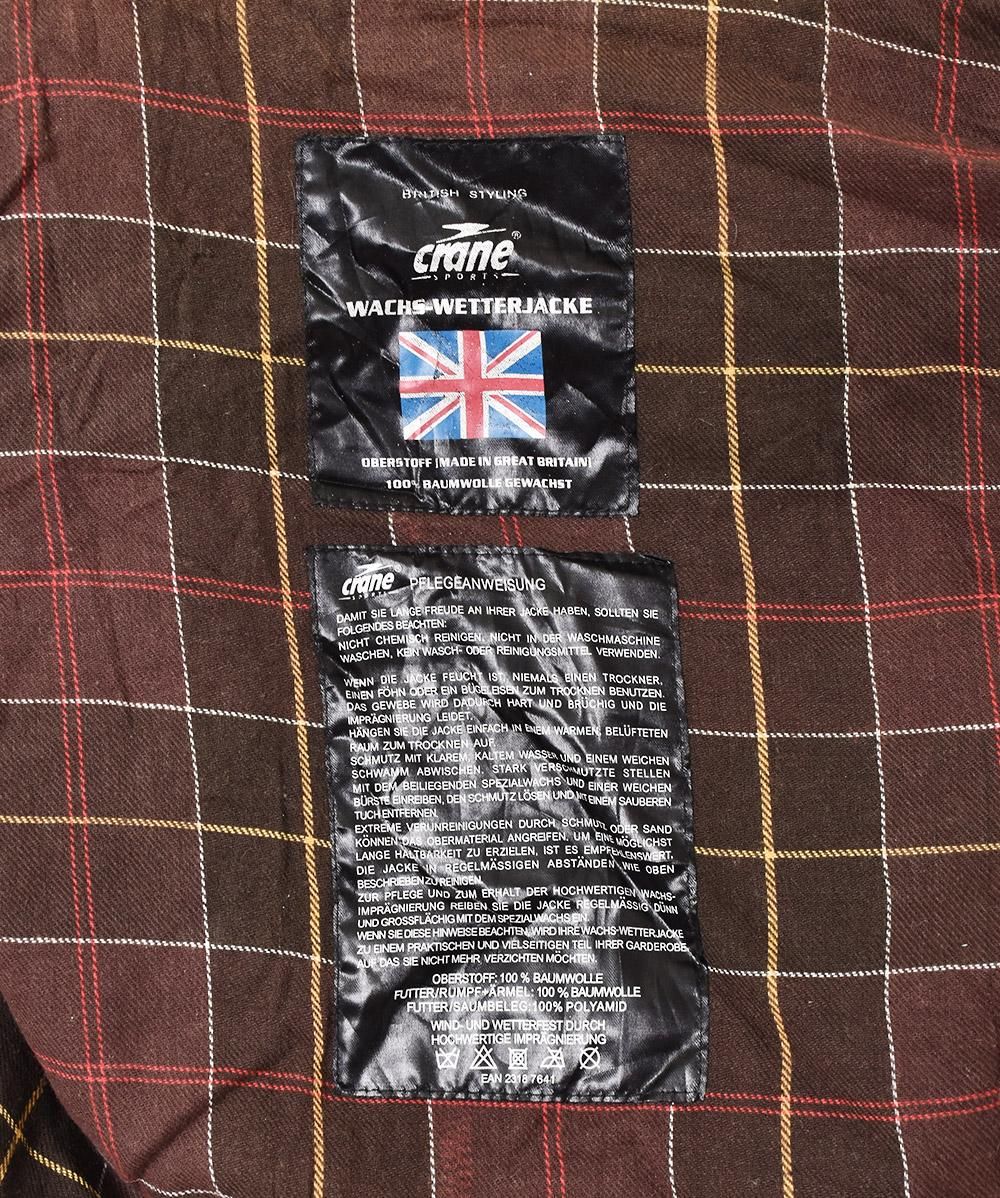 BRITISH STYLING
crane®
SPORTS
WACHS-WETTERJACKE
OBERSTOFF [MADE IN GREAT BRITAIN]
100% BAUMWOLLE GEWACHST
crane PFLEGEANWEISUNG
SPORTS
DAMIT SIE LANGE FREUDE AN IHRER JACKE HABEN, SOLLTEN SIE
FOLGENDES BEACHTEN:
NICHT CHEMISCH REINIGEN, NICHT IN DER WASCHMASCHINE
WASCHEN, KEIN WASCH- ODER REINIGUNGSMITTEL VERWENDEN.
WENN DIE JACKE FEUCHT IST, NIEMALS EINEN TROCKNER,
EINEN FÖHN ODER EIN BÜGELEISEN ZUM TROCKNEN BENUTZEN.
DAS GEWEBE WIRD DADURCH HART UND BRÜCHIG UND DIE
IMPRÄGNIERUNG LEIDET.
HÄNGEN SIE DIE JACKE EINFACH IN EINEM WARMEN, BELÜFTETEN
RAUM ZUM TROCKNEN AUF.
SCHMUTZ MIT KLAREM, KALTEM WASSER UND EINEM WEICHEN
SCHWAMM ABWISCHEN. STARK VERSCHMUTZTE STELLEN
MIT DEM BEILIEGENDEN SPEZIALWACHS UND EINER WEICHEN
BÜRSTE EINREIBEN, DEN SCHMUTZ LÖSEN UND MIT EINEM SAUBEREN
TUCH ENTFERNEN.
EXTREME VERUNREINIGUNGEN DURCH SCHMUTZ ODER SAND
KÖNNEN DAS OBERMATERIAL ANGREIFEN. UM EINE MÖGLICHST
LANGE HALTBARKEIT ZU ERZIELEN, IST ES EMPFEHLENSWERT,
DIE JACKE IN REGELMÄSSIGEN ABSTÄNDEN WIE OBEN
BESCHRIEBEN ZU REINIGEN.
ZUR PFLEGE UND ZUM ERHALT DER HOCHWERTIGEN WACHS-
IMPRÄGNIERUNG REIBEN SIE DIE JACKE REGELMÄSSIG DÜNN
UND GROSSFLÄCHIG MIT DEM SPEZIALWACHS EIN.
WENN SIE DIESE HINWEISE BEACHTEN, WIRD IHRE WACHS-WETTERJACKE
ZU EINEM PRAKTISCHEN UND VIELSEITIGEN TEIL IHRER GARDEROBE,
AUF DAS SIE NICHT MEHR VERZICHTEN MÖCHTEN.
OBERSTOFF: 100 % BAUMWOLLE
FUTTER/RUMPF+ÄRMEL: 100 % BAUMWOLLE
FUTTER/SAUMBELEG:100% POLYAMID
WIND- UND WETTERFEST DURCH
HOCHWERTIGE IMPRÄGNIERUNG
EAN 2318 7641